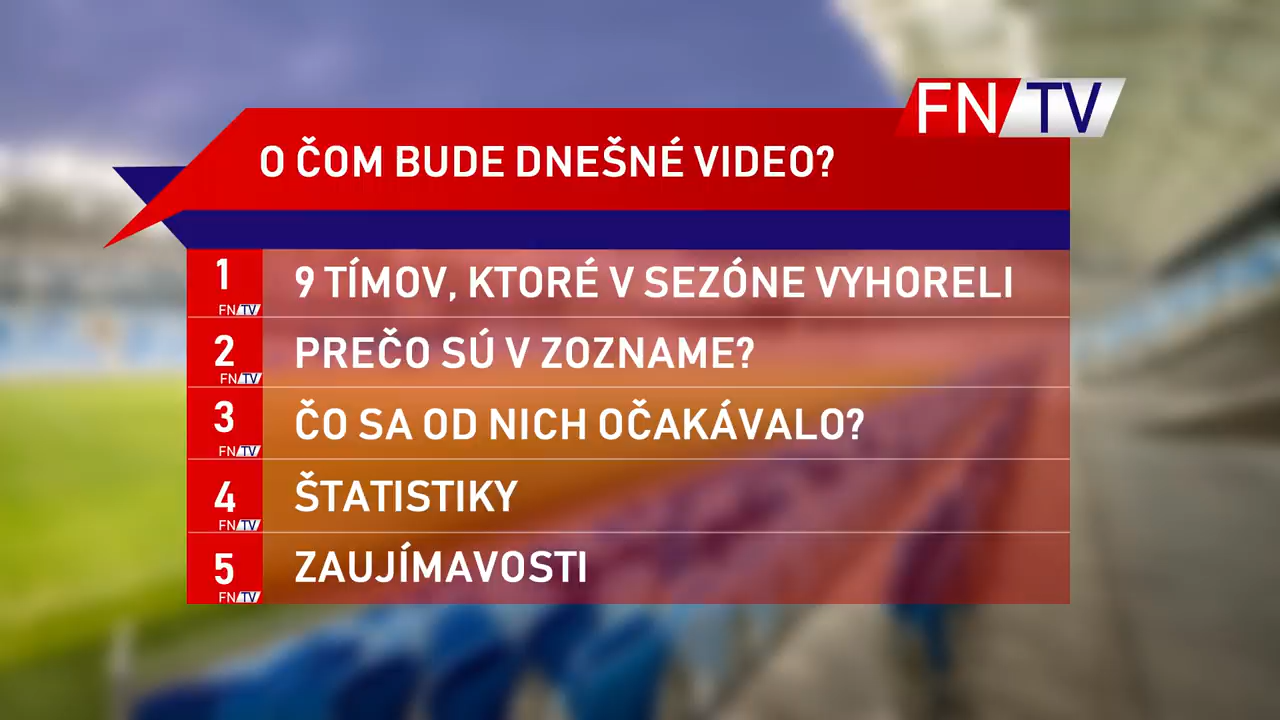 FN/TV
O ČOM BUDE DNEŠNÉ VIDEO?
1 9 TÍMOV, KTORÉ V SEZÓNE VYHORELI
FN/TV
2 PREČO SÚ V ZOZNAME?
FN/TV
3 ČO SA OD NICH OČAKÁVALO?
FN/TV
4 ŠTATISTIKY
FN/TV
5 ZAUJÍMAVOSTI
FN/TV